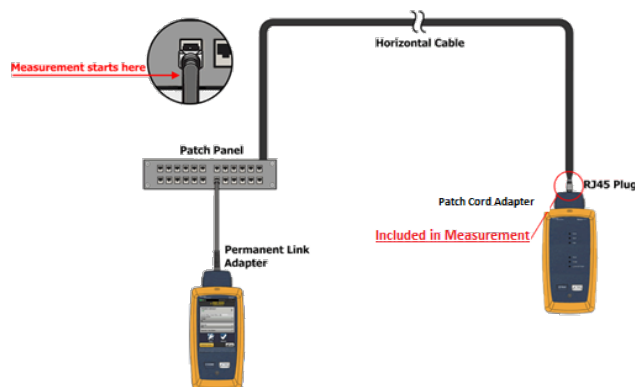 Horizontal Cable
Measurement starts here
Patch Panel
RJ45 Plug
Patch Cord Adapter
Included in Measurement
Permanent Link
Adapter